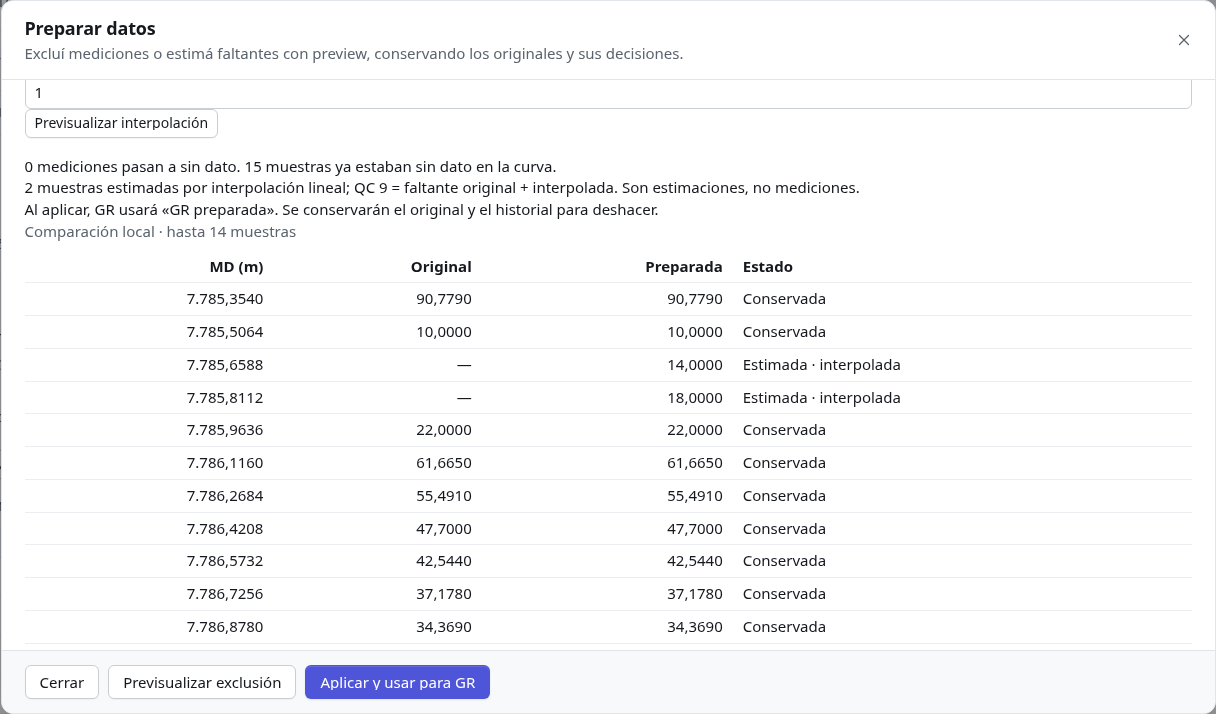 Preparar datos
Excluí mediciones o estimá faltantes con preview, conservando los originales y sus decisiones.
1
Previsualizar interpolación
0 mediciones pasan a sin dato. 15 muestras ya estaban sin dato en la curva.
2 muestras estimadas por interpolación lineal; QC 9 = faltante original + interpolada. Son estimaciones, no mediciones.
Al aplicar, GR usará «GR preparada». Se conservarán el original y el historial para deshacer.
Comparación local · hasta 14 muestras
MD (m) Original Preparada Estado
7.785,3540 90,7790 90,7790 Conservada
7.785,5064 10,0000 10,0000 Conservada
7.785,6588 — 14,0000 Estimada · interpolada
7.785,8112 — 18,0000 Estimada · interpolada
7.785,9636 22,0000 22,0000 Conservada
7.786,1160 61,6650 61,6650 Conservada
7.786,2684 55,4910 55,4910 Conservada
7.786,4208 47,7000 47,7000 Conservada
7.786,5732 42,5440 42,5440 Conservada
7.786,7256 37,1780 37,1780 Conservada
7.786,8780 34,3690 34,3690 Conservada
Cerrar Previsualizar exclusión Aplicar y usar para GR